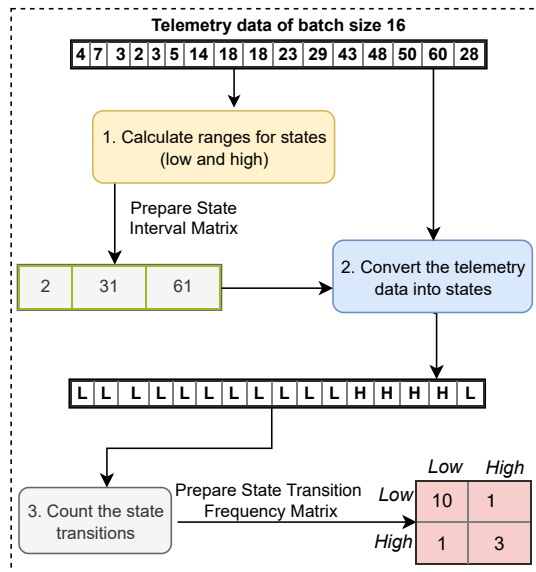 Telemetry data of batch size 16
4 7 3 2 3 5 14 18 18 23 29 43 48 50 60 28
1. Calculate ranges for states
(low and high)
Prepare State
Interval Matrix
2 31 61
2. Convert the telemetry
data into states
L L L L L L L L L L L H H H H L
3. Count the state
transitions
Prepare State Transition
Frequency Matrix
Low High
Low 10 1
High 1 3